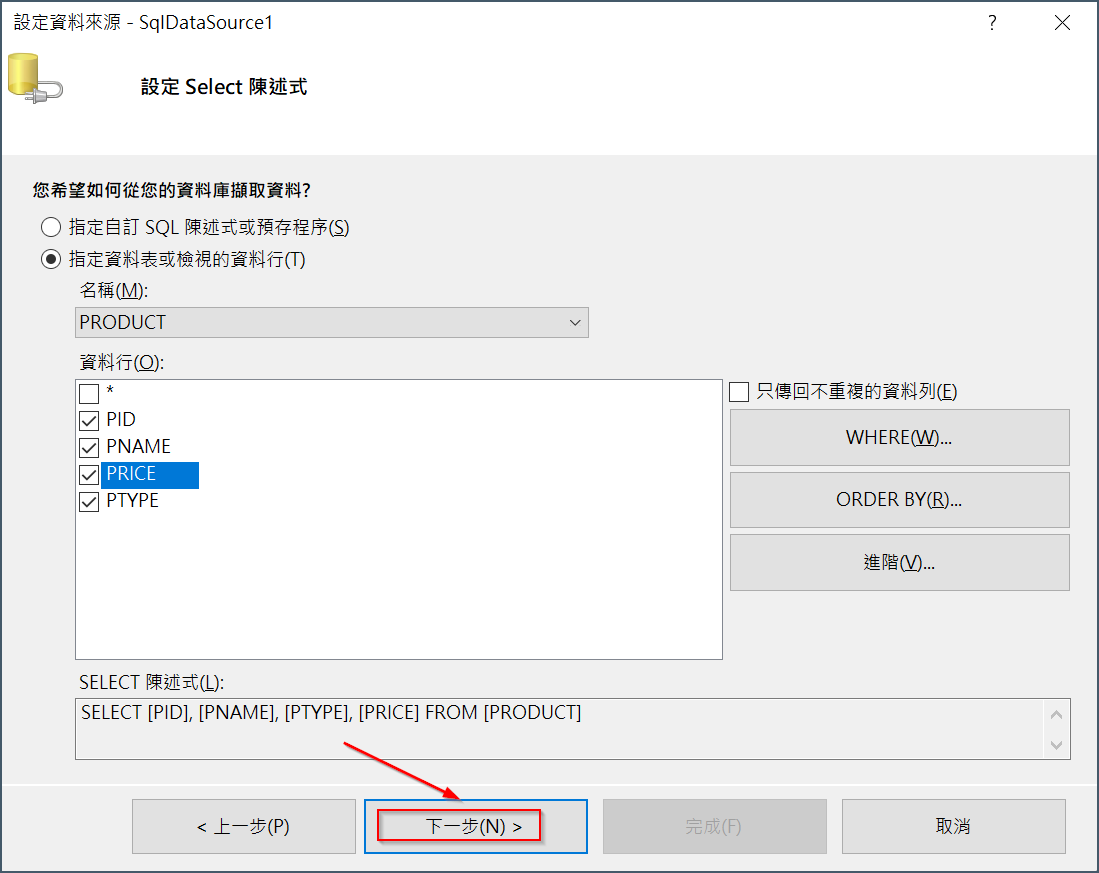 設定資料來源 - SqlDataSource1 ?
設定 Select 陳述式
您希望如何從您的資料庫擷取資料?
指定自訂 SQL 陳述式或預存程序(S)
指定資料表或檢視的資料行(T)
名稱(M):
PRODUCT
資料行(O):
*
PID
PNAME
PRICE
PTYPE
只傳回不重複的資料列(E)
WHERE(W)...
ORDER BY(R)...
進階(V)...
SELECT 陳述式(L):
SELECT [PID], [PNAME], [PTYPE], [PRICE] FROM [PRODUCT]
< 上一步(P)
下一步(N) >
完成(F)
取消